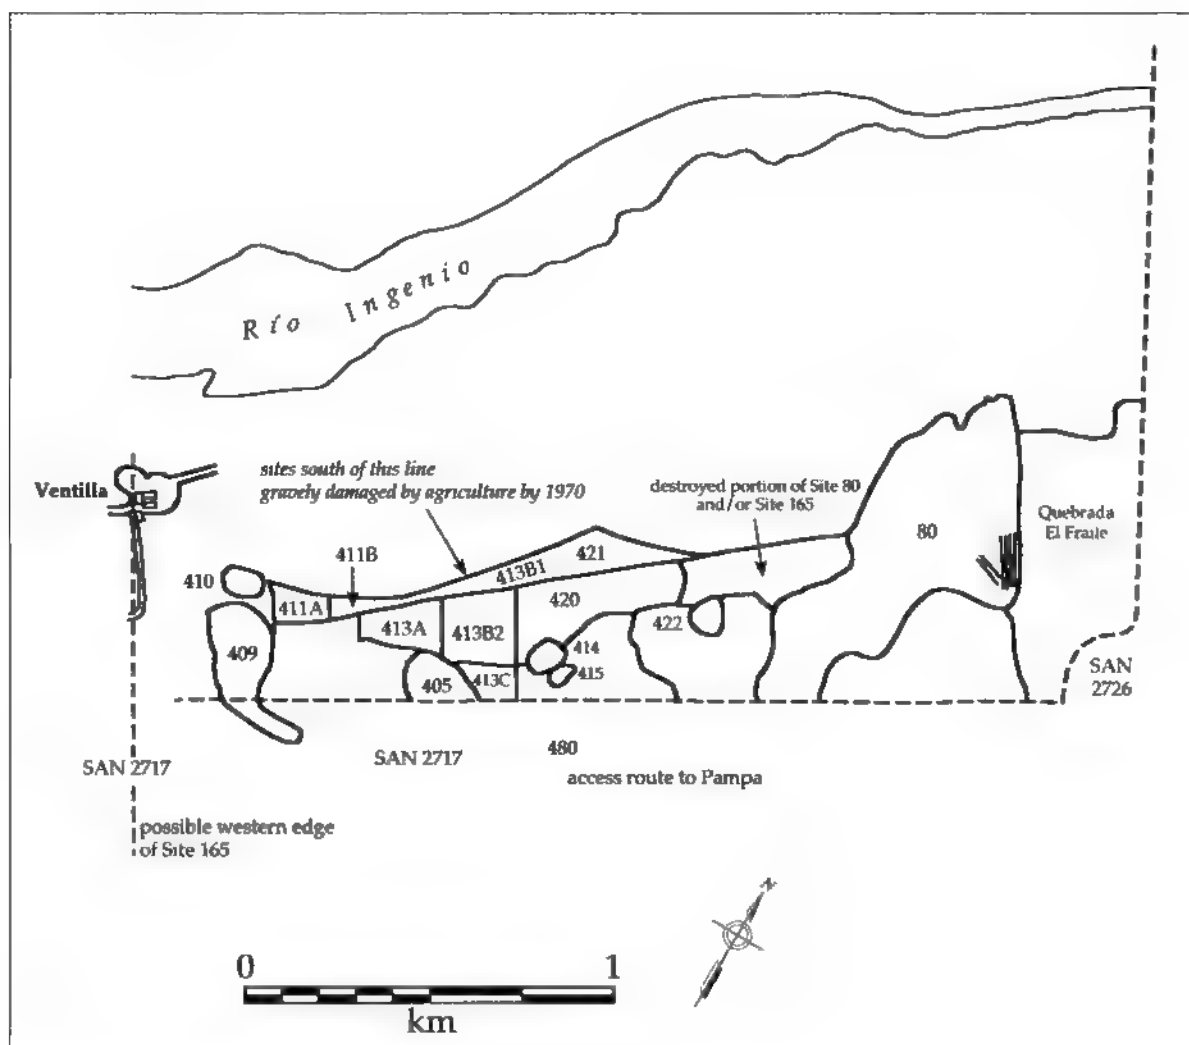 Río Ingenio
Ventilla
sites south of this line
gravely damaged by agriculture by 1970
destroyed portion of Site 80
and/or Site 165
80
Quebrada
El Fraile
411B
421
413B1
410
411A
420
413A
413B2
422
409
414
415
405
413C
SAN
2726
SAN 2717
SAN 2717
480
access route to Pampa
possible western edge
of Site 165
N
0
1
km